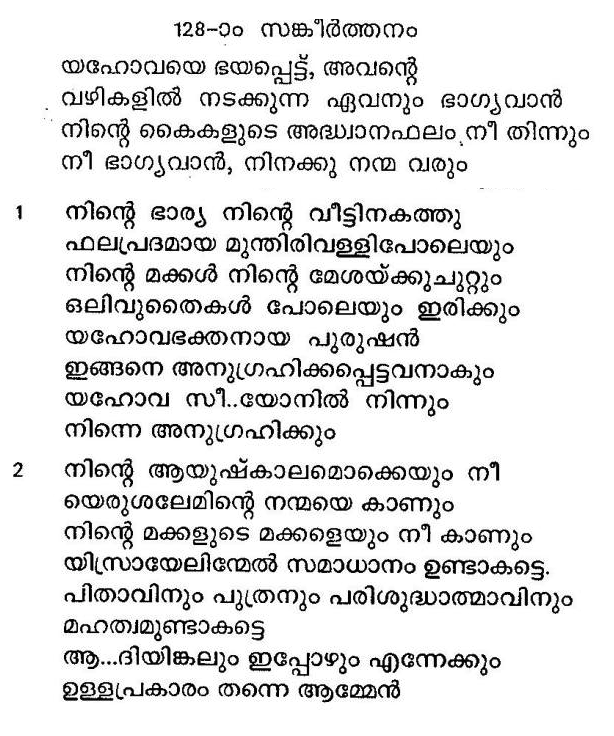 128-ാം സങ്കീർത്തനം
യഹോവയെ ഭയപ്പെട്ട്, അവന്റെ
വഴികളിൽ നടക്കുന്ന ഏവനും ഭാഗ്യവാൻ
നിന്റെ കൈകളുടെ അദ്ധ്വാനഫലം നീ തിന്നും
നീ ഭാഗ്യവാൻ, നിനക്കു നന്മ വരും
1 നിന്റെ ഭാര്യ നിന്റെ വീട്ടിനകത്തു
ഫലപ്രദമായ മുന്തിരിവള്ളിപോലെയും
നിന്റെ മക്കൾ നിന്റെ മേശയ്ക്കുചുറ്റും
ഒലിവുതൈകൾ പോലെയും ഇരിക്കും
യഹോവഭക്തനായ പുരുഷൻ
ഇങ്ങനെ അനുഗ്രഹിക്കപ്പെട്ടവനാകും
യഹോവ സീ..യോനിൽ നിന്നും
നിന്നെ അനുഗ്രഹിക്കും
2 നിന്റെ ആയുഷ്കാലമൊക്കെയും നീ
യെരുശലേമിന്റെ നന്മയെ കാണും
നിന്റെ മക്കളുടെ മക്കളെയും നീ കാണും
യിസ്രായേലിന്മേൽ സമാധാനം ഉണ്ടാകട്ടെ.
പിതാവിനും പുത്രനും പരിശുദ്ധാത്മാവിനും
മഹത്വമുണ്ടാകട്ടെ
ആ...ദിയിങ്കലും ഇപ്പോഴും എന്നേക്കും
ഉള്ളപ്രകാരം തന്നെ ആമ്മേൻ